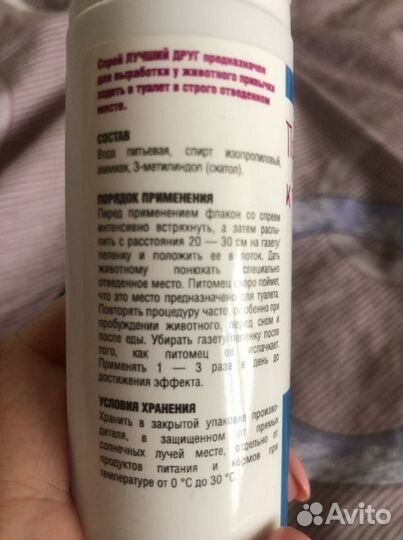 Спрей ЛУЧШИЙ ДРУГ предназначен
для выработки у животного привычки
ходить в туалет в строго отведенном
месте.
СОСТАВ
Вода питьевая, спирт изопропиловый,
аммиак, 3-метилиндол (скатол).
ПОРЯДОК ПРИМЕНЕНИЯ
Перед применением флакон со спреем
интенсивно встряхнуть, а затем распы-
лить с расстояния 20 — 30 см на газету/
пеленку и положить ее в лоток. Дать
животному понюхать специально
отведенное место. Питомец скоро поймет,
что это место предназначено для туалета.
Повторять процедуру часто, особенно при
пробуждении животного, перед сном и
после еды. Убирать газету/пеленку после
того, как питомец ее испачкает.
Применять 1 — 3 раза в день до
достижения эффекта.
УСЛОВИЯ ХРАНЕНИЯ
Хранить в закрытой упаковке произво-
дителя, в защищенном от прямых
солнечных лучей месте, отдельно от
продуктов питания и кормов при
температуре от 0 °С до 30 °С.
Avito